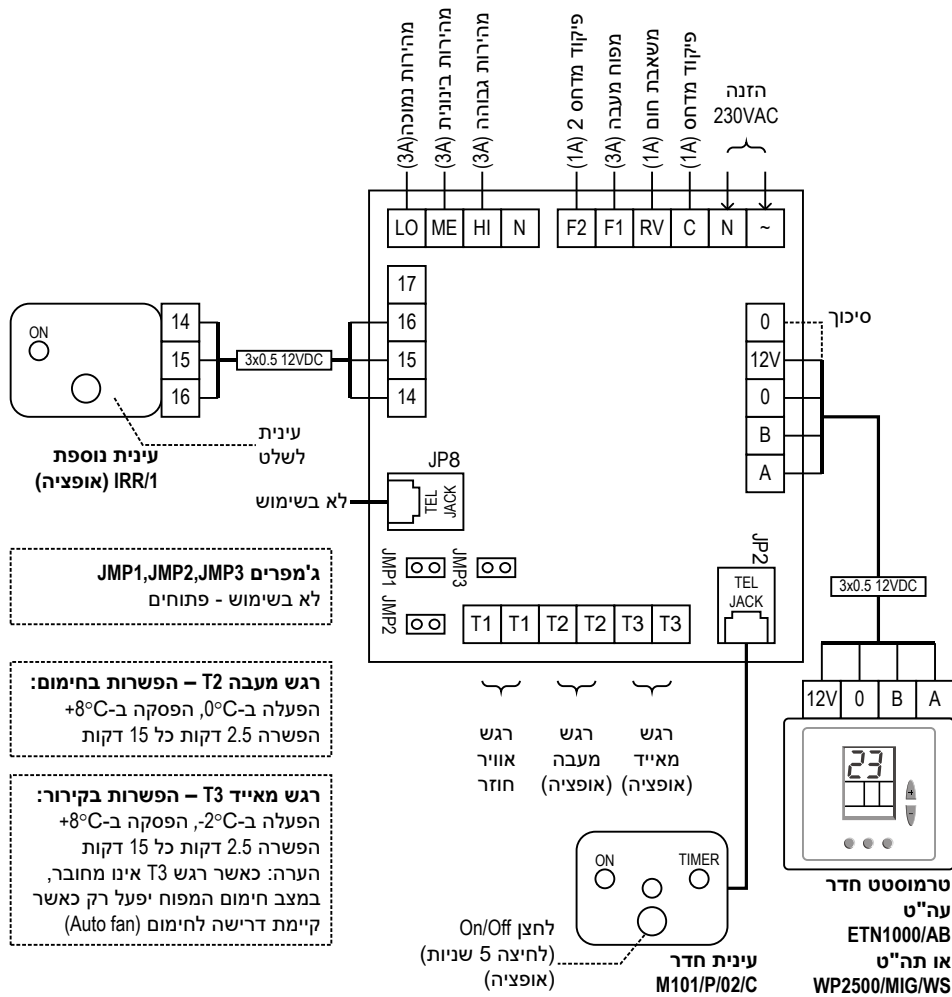 מהירות נמוכה (3A)
מהירות בינונית (3A)
מהירות גבוהה (3A)
פיקוד מדחס 2 (1A)
מפוח מעבה (3A)
משאבת חום (1A)
פיקוד מדחס (1A)
הזנה
230VAC
LO ME HI N F2 F1 RV C N ~
17
16
15
14
ON
14
15
16
3x0.5 12VDC
עינית
לשלט
עינית נוספת
IRR/1 (אופציה)
0
12V
0
B
A
סיכוך
JP8
TEL
JACK
לא בשימוש
JMP1
JMP3
JMP2
JP2
TEL
JACK
T1 T1 T2 T2 T3 T3
3x0.5 12VDC
12V 0 B A
23
+
-
ג'מפרים JMP1,JMP2,JMP3
לא בשימוש - פתוחים
רגש מעבה T2 – הפשרות בחימום:
הפעלה ב-0°C, הפסקה ב-8°C+
הפשרה 2.5 דקות כל 15 דקות
רגש מאייד T3 – הפשרות בקירור:
הפעלה ב-2°C-, הפסקה ב-8°C+
הפשרה 2.5 דקות כל 15 דקות
הערה: כאשר רגש T3 אינו מחובר,
במצב חימום המפוח יפעל רק כאשר
קיימת דרישה לחימום (Auto fan)
רגש
אוויר
חוזר
רגש
מעבה
(אופציה)
רגש
מאייד
(אופציה)
ON
TIMER
לחצן On/Off
(לחיצה 5 שניות)
(אופציה)
עינית חדר
M101/P/02/C
טרמוסטט חדר
עה"ט
ETN1000/AB
או תה"ט
WP2500/MIG/WS